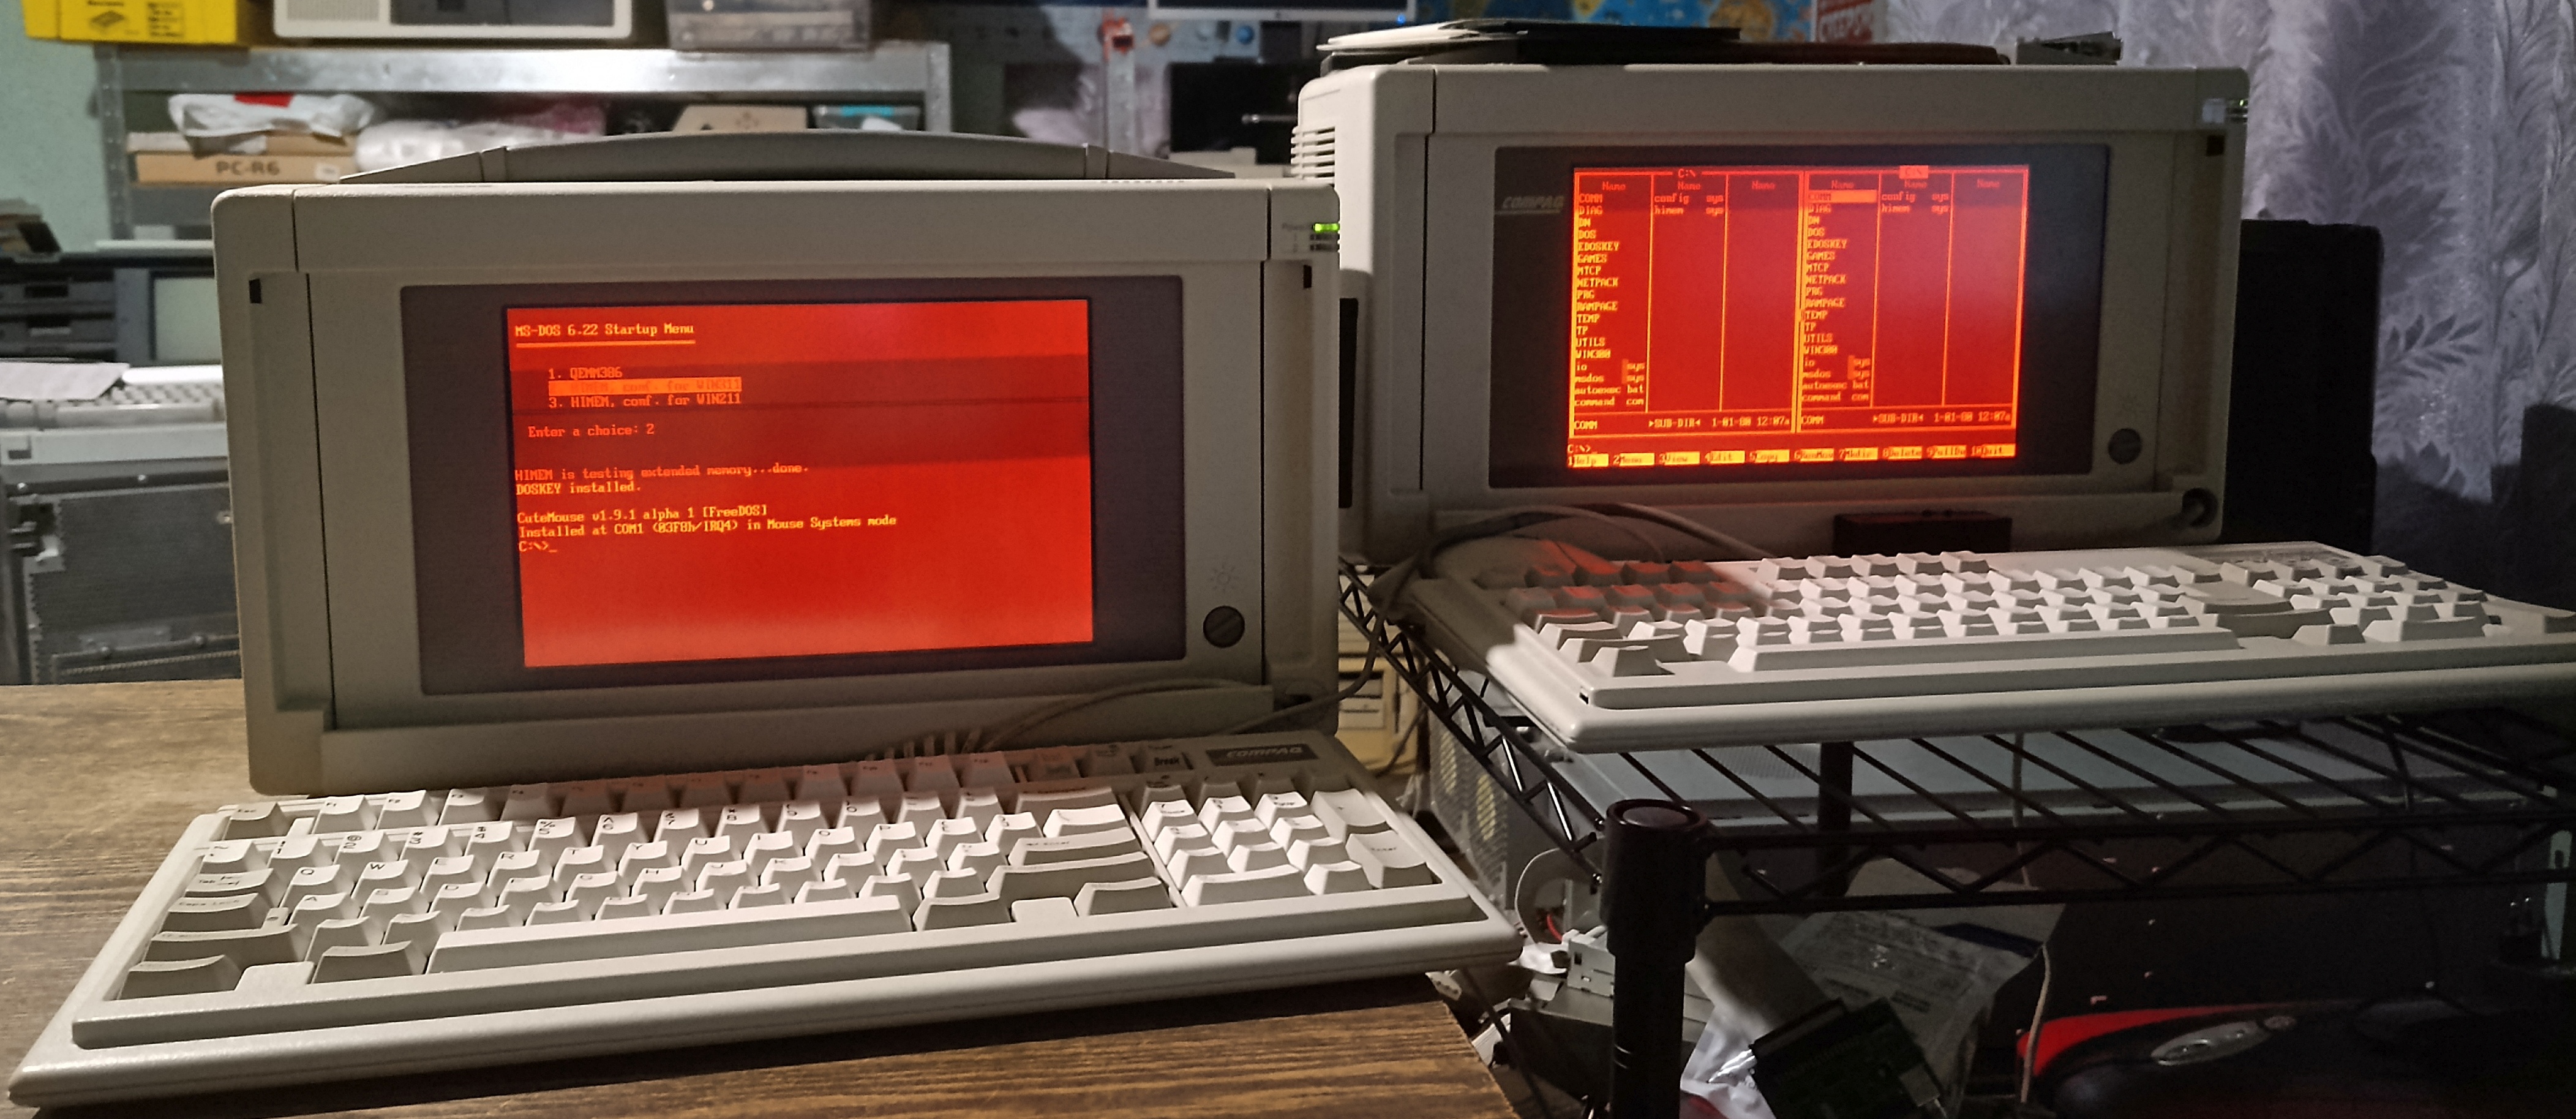 PC-R6
MS-DOS 6.22 Startup Menu
1. QEMM386
2. HIMEM, conf. for WIN311
3. HIMEM, conf. for WIN211
Enter a choice: 2
HIMEM is testing extended memory...done.
DOSKEY installed.
CuteMouse v1.9.1 alpha 1 [FreeDOS]
Installed at COM1 (03F8h/IRQ4) in Mouse Systems mode
C:\>_
COMPAQ
Break
COMPAQ
C:\
Name Name Name Name Name Name
COMM config sys config sys
DIAG himem sys DIAG himem sys
DN DN
DOS DOS
EDOSKEY EDOSKEY
GAMES GAMES
MTCP MTCP
NETPACK NETPACK
PRG PRG
RAMPAGE RAMPAGE
TEMP TEMP
TP TP
UTILS UTILS
WIN300 WIN300
io sys io sys
msdos sys msdos sys
autoexec bat autoexec bat
command com command com
COMM ►SUB-DIR◄ 1-01-80 12:07a COMM ►SUB-DIR◄ 1-01-80 12:07a
C:\>_
1Help 2Menu 3View 4Edit 5Copy 6RenMov 7Mkdir 8Delete 9PullDn 10Quit